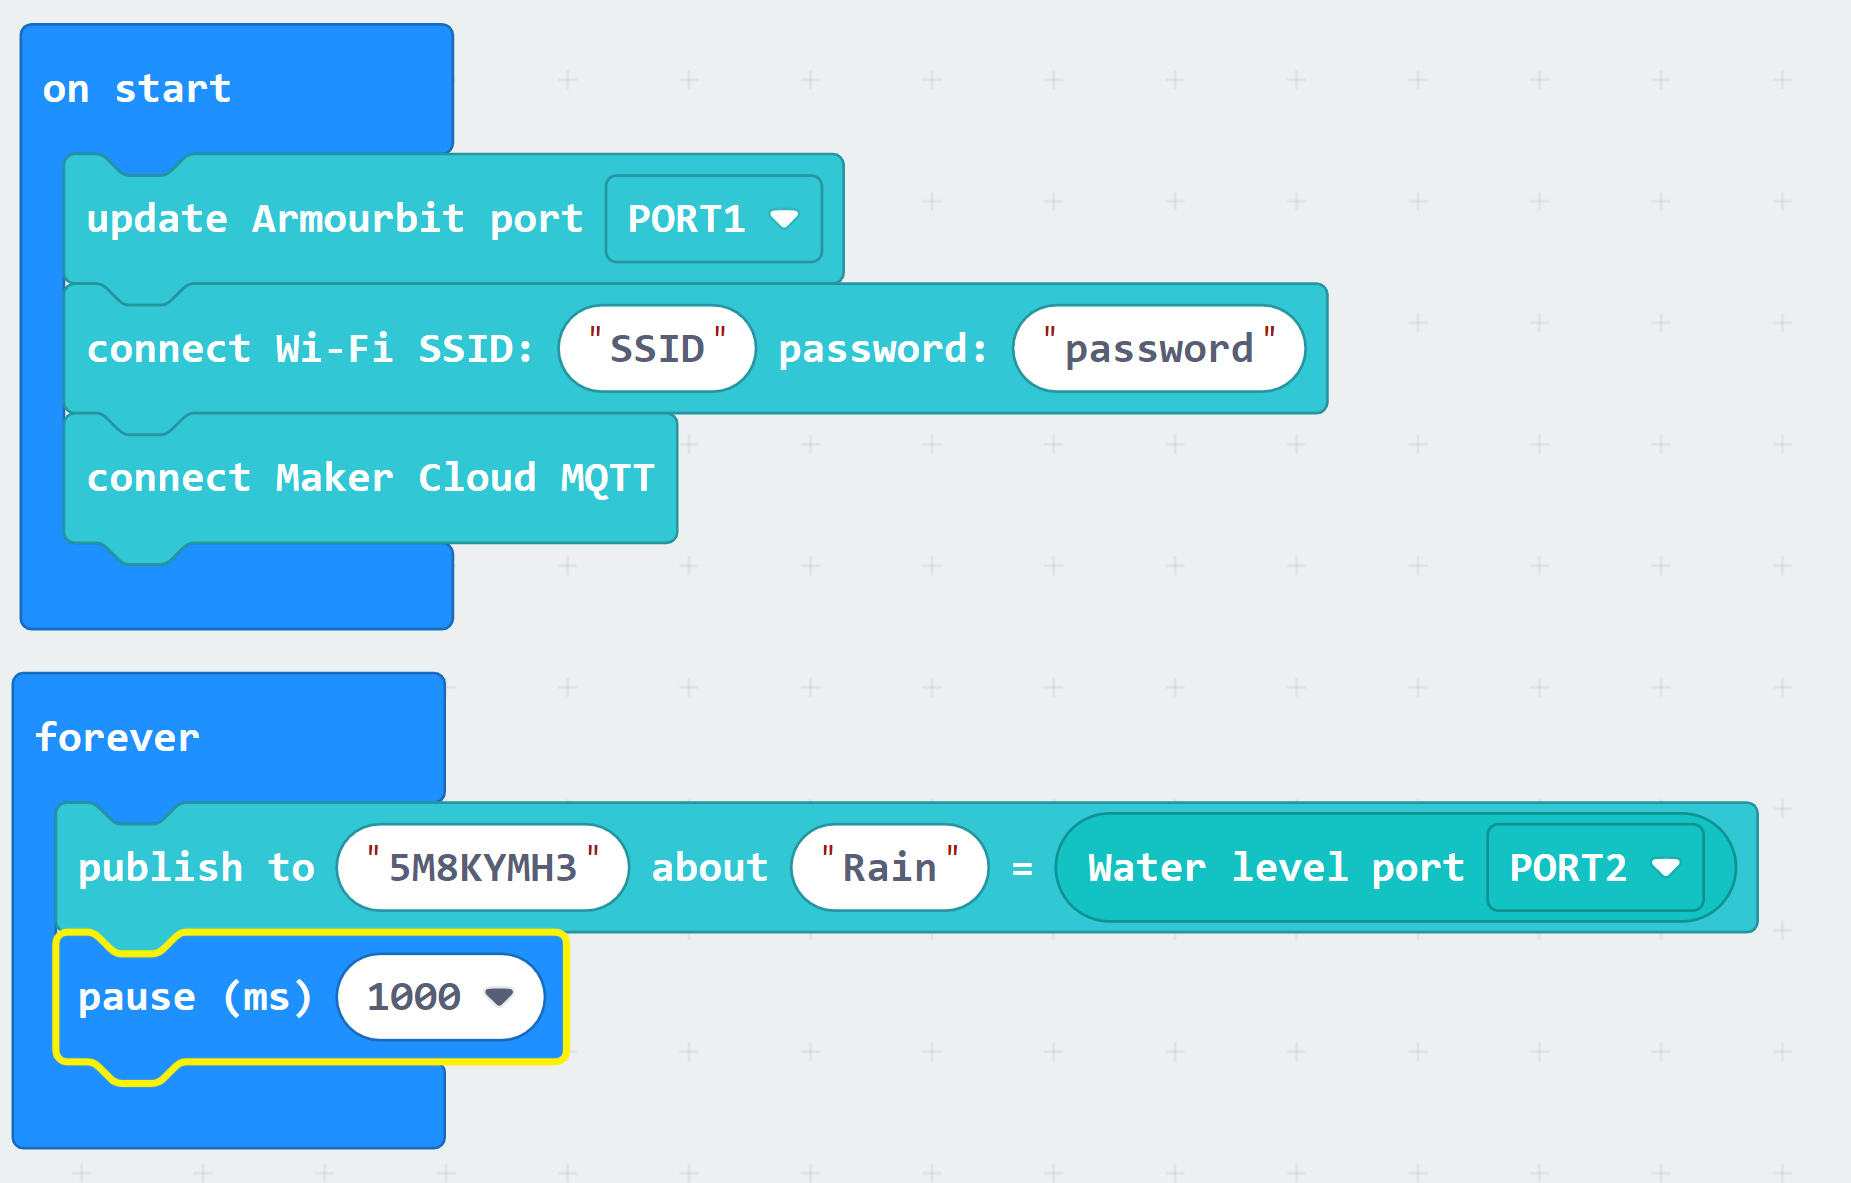 on start
update Armourbit port PORT1
connect Wi-Fi SSID: "SSID" password: "password"
connect Maker Cloud MQTT
forever
publish to "5M8KYMH3" about "Rain" = Water level port PORT2
pause (ms) 1000